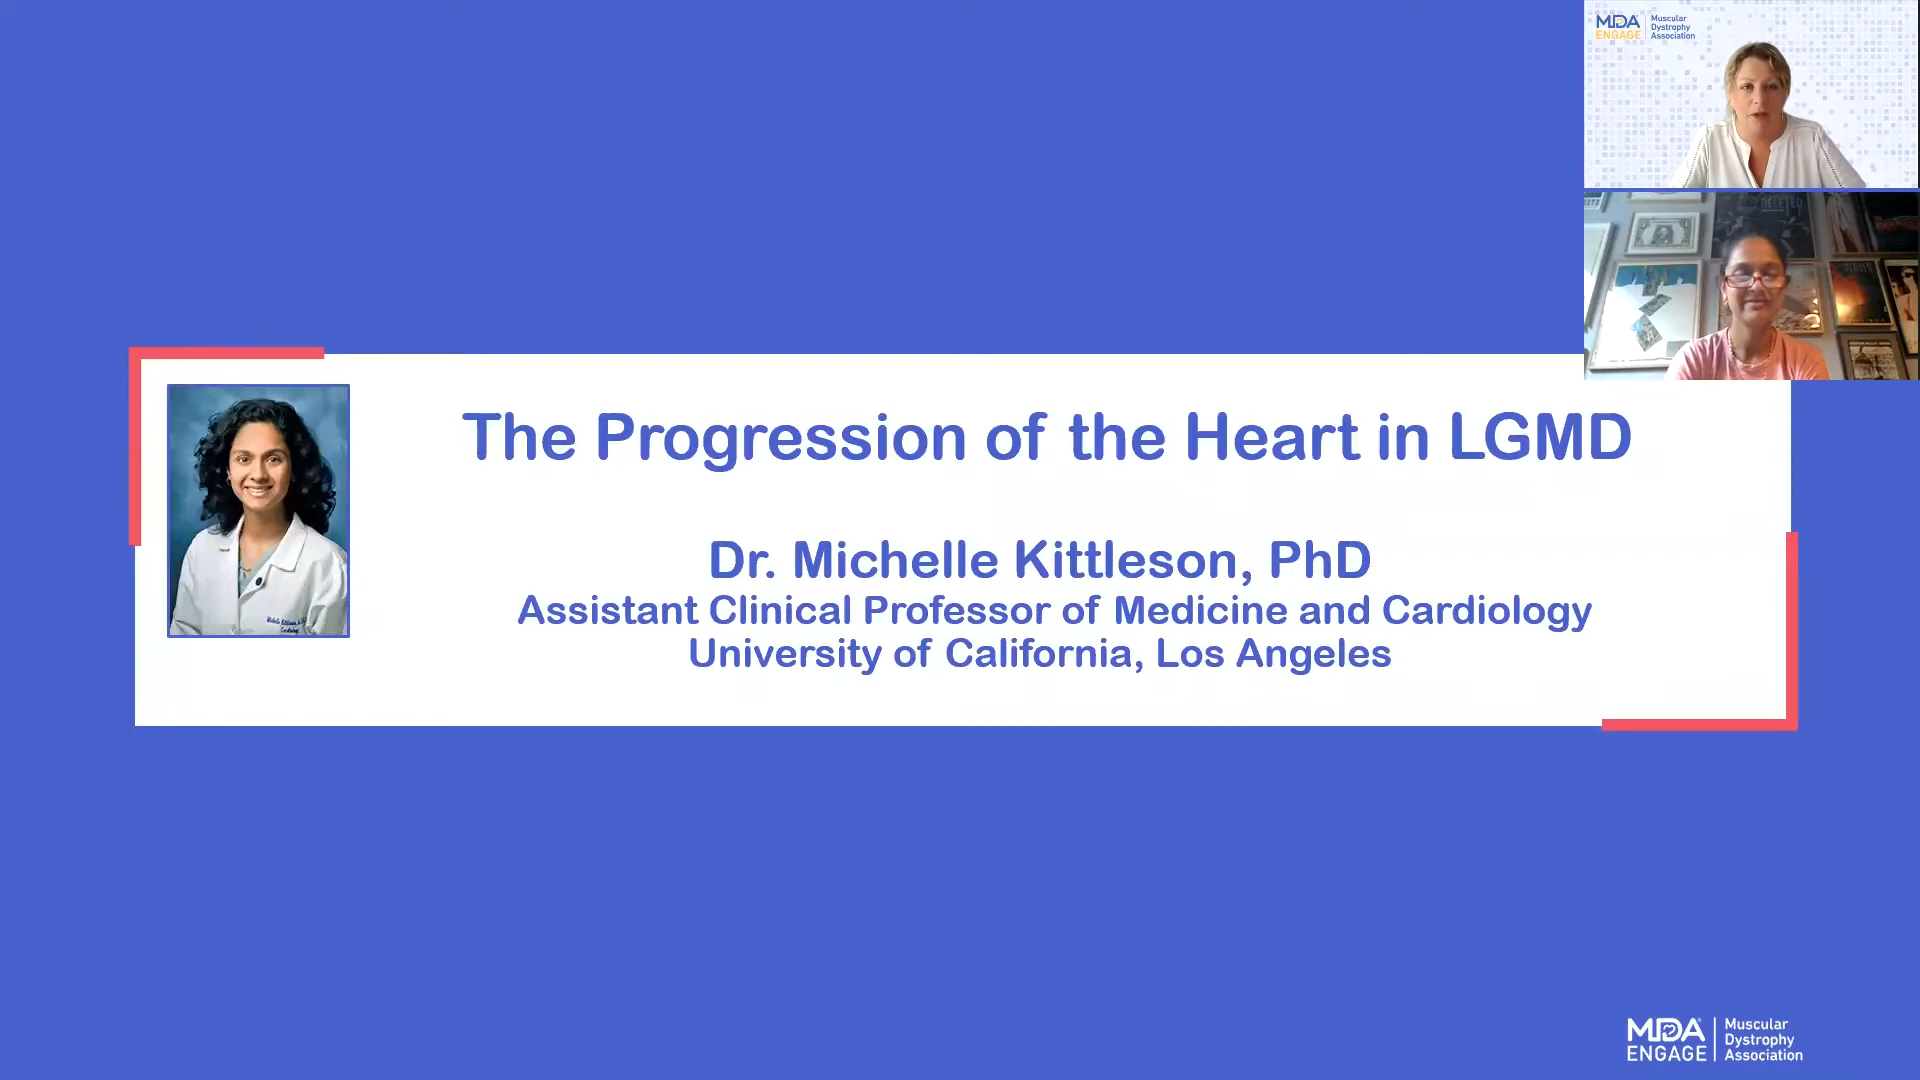 MDA
ENGAGE
Muscular
Dystrophy
Association
The Progression of the Heart in LGMD
Dr. Michelle Kittleson, PhD
Assistant Clinical Professor of Medicine and Cardiology
University of California, Los Angeles
MDA
ENGAGE
Muscular
Dystrophy
Association